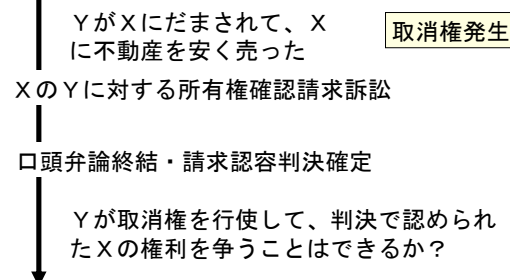 YがXにだまされて、X
に不動産を安く売った
取消権発生
XのYに対する所有権確認請求訴訟
口頭弁論終結・請求認容判決確定
Yが取消権を行使して、判決で認められ
たXの権利を争うことはできるか？